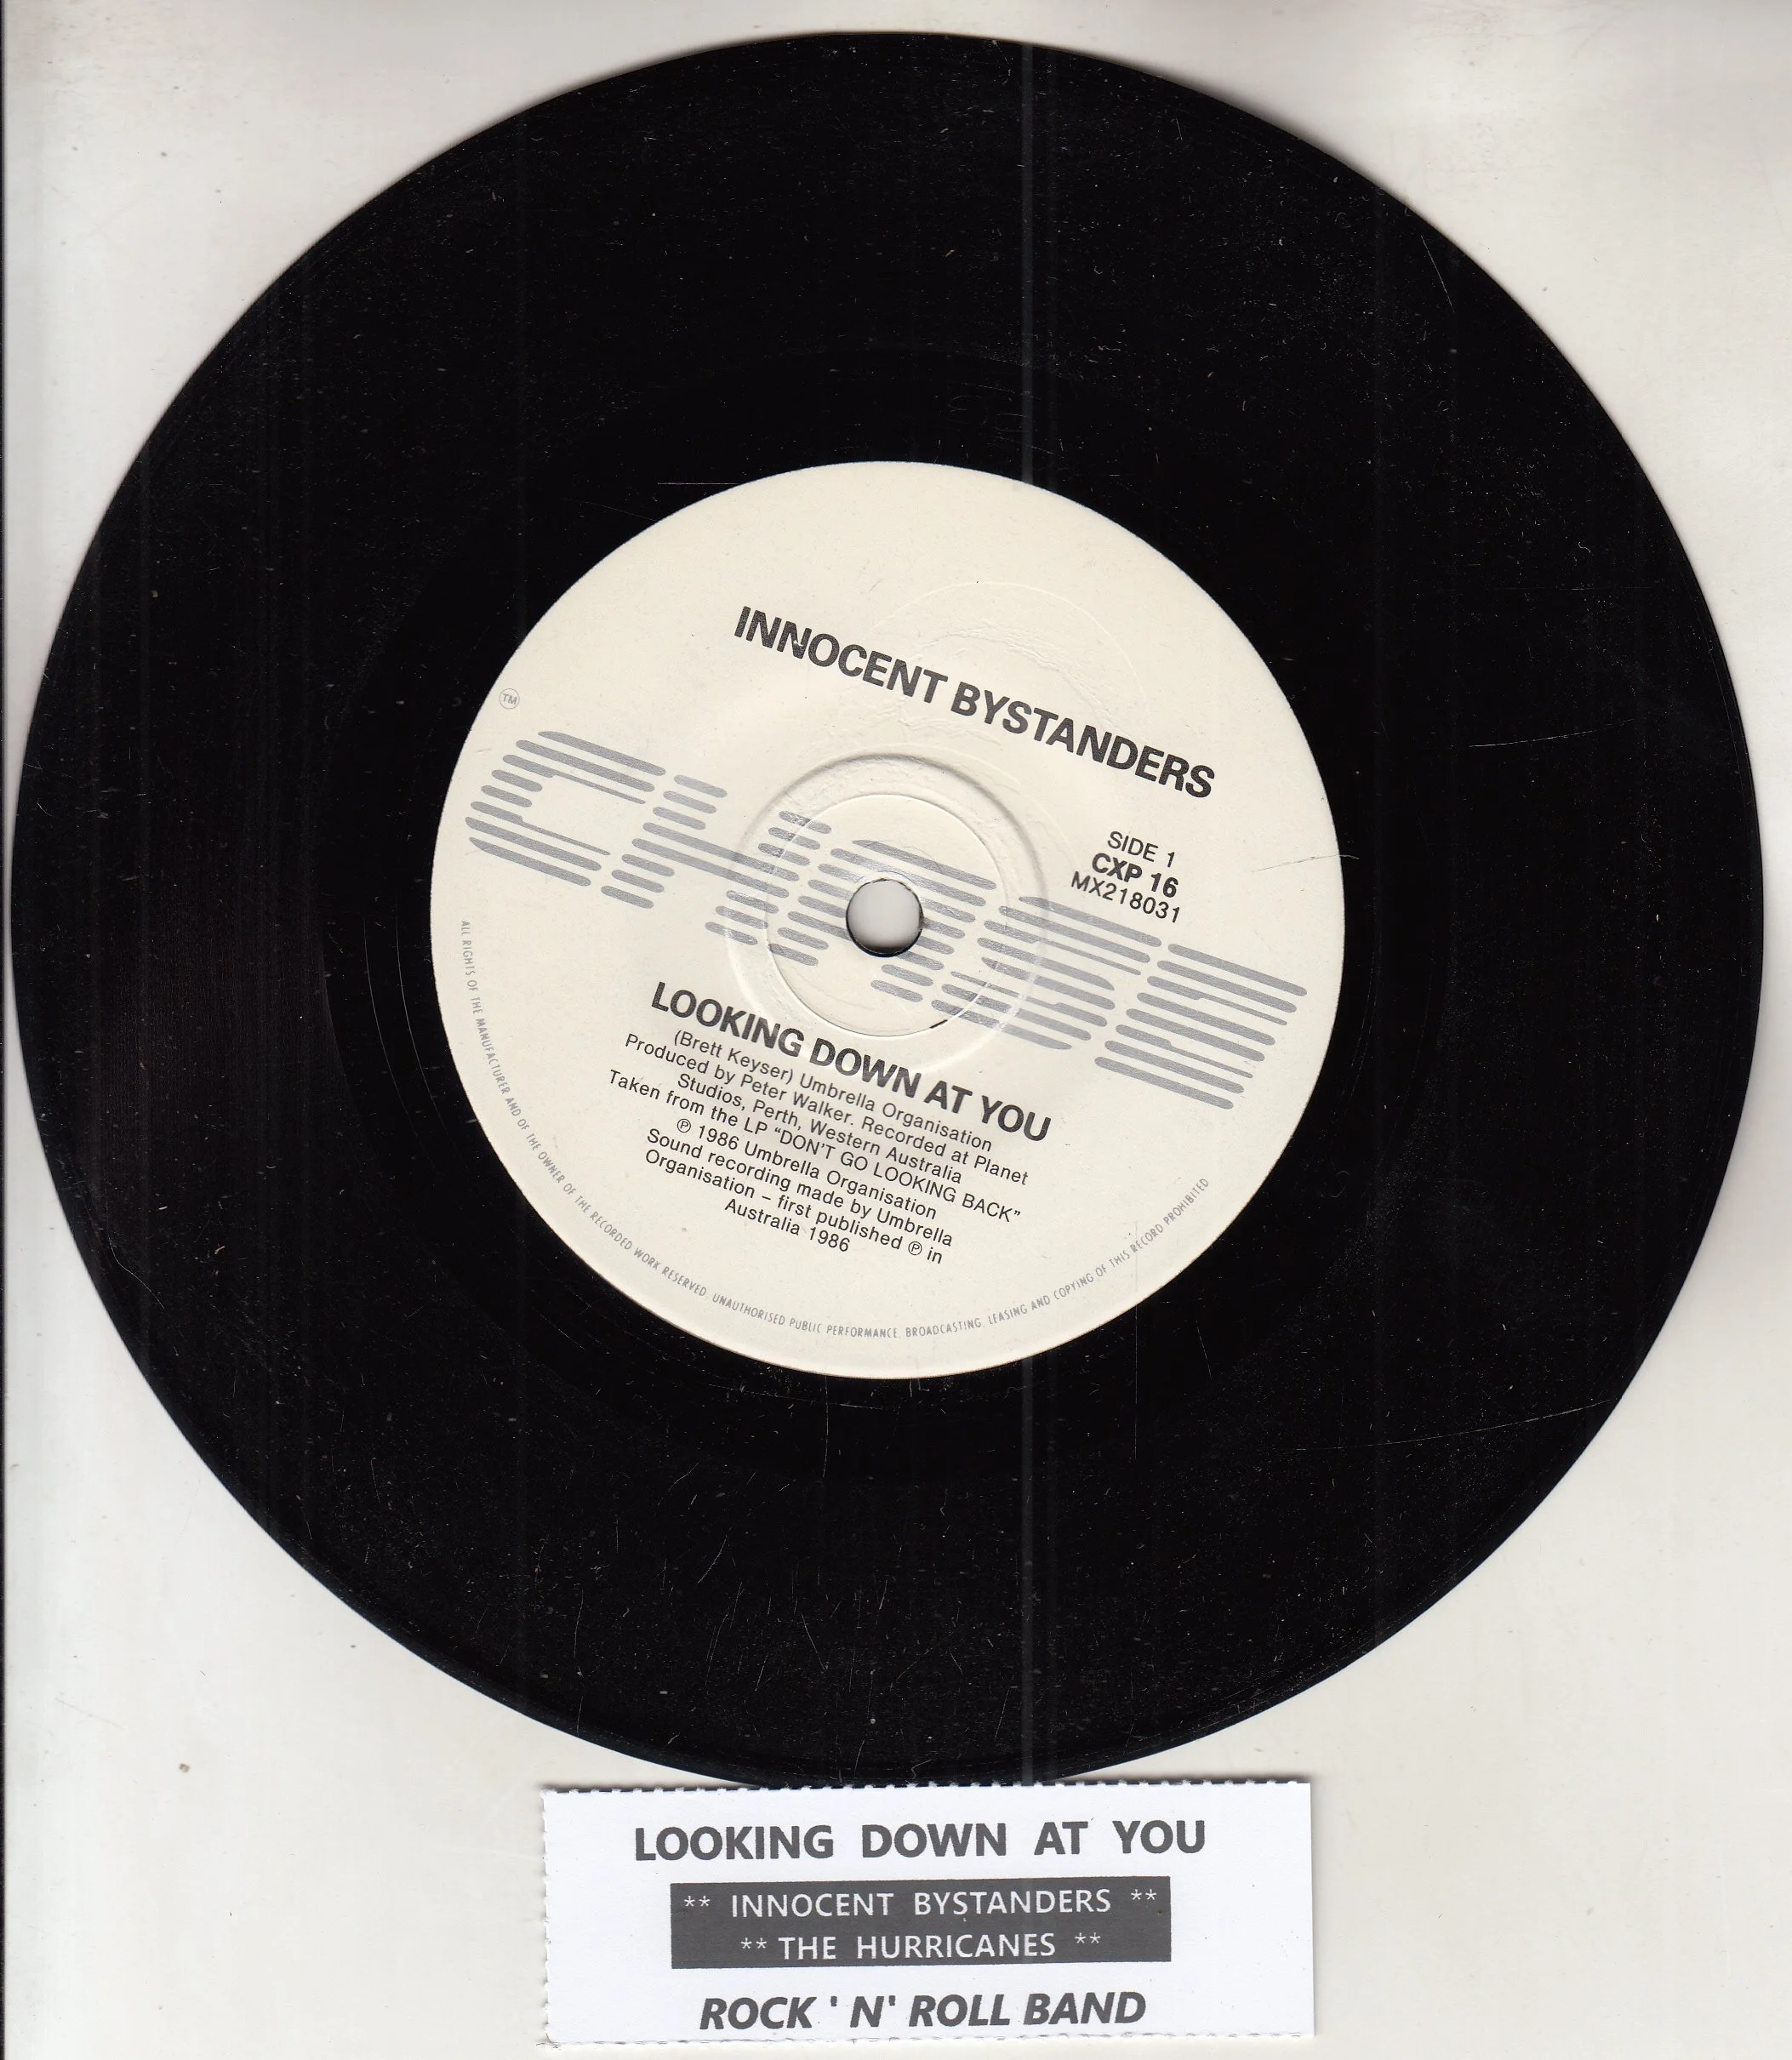 INNOCENT BYSTANDERS
TM
CHASE
SIDE 1
CXP 16
MX218031
LOOKING DOWN AT YOU
(Brett Keyser) Umbrella Organisation
Produced by Peter Walker. Recorded at Planet
Studios, Perth, Western Australia
Taken from the LP “DON'T GO LOOKING BACK”
℗ 1986 Umbrella Organisation
Sound recording made by Umbrella
Organisation – first published ℗ in
Australia 1986
ALL RIGHTS OF THE MANUFACTURER AND OF THE OWNER OF THE RECORDED WORK RESERVED. UNAUTHORISED PUBLIC PERFORMANCE, BROADCASTING, LEASING AND COPYING OF THIS RECORD PROHIBITED
LOOKING DOWN AT YOU
** INNOCENT BYSTANDERS **
** THE HURRICANES **
ROCK ' N' ROLL BAND